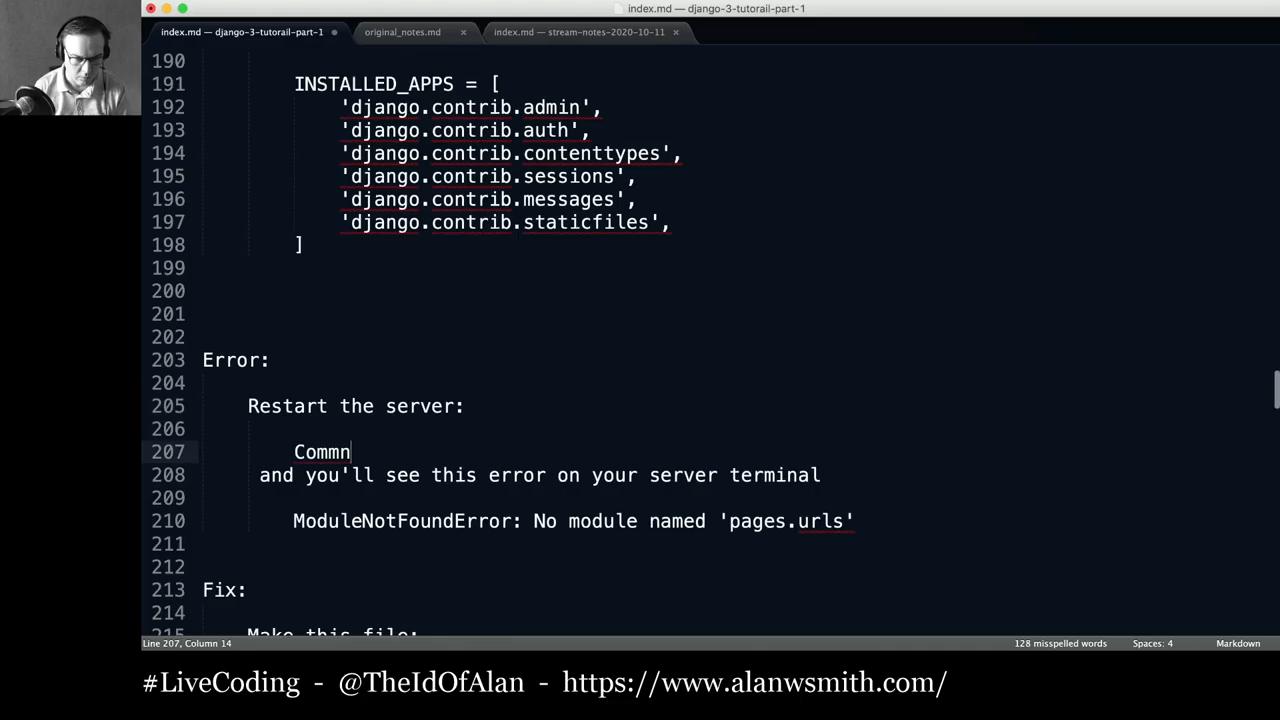 index.md — django-3-tutorail-part-1
index.md — django-3-tutorail-part-1
original_notes.md
index.md — stream-notes-2020-10-11
190
191 INSTALLED_APPS = [
192 'django.contrib.admin',
193 'django.contrib.auth',
194 'django.contrib.contenttypes',
195 'django.contrib.sessions',
196 'django.contrib.messages',
197 'django.contrib.staticfiles',
198 ]
199
200
201
202
203 Error:
204
205 Restart the server:
206
207 Commn
208 and you'll see this error on your server terminal
209
210 ModuleNotFoundError: No module named 'pages.urls'
211
212
213 Fix:
214
215 Make this file:
Line 207, Column 14
128 misspelled words
Spaces: 4
Markdown
#LiveCoding - @TheIdOfAlan - https://www.alanwsmith.com/